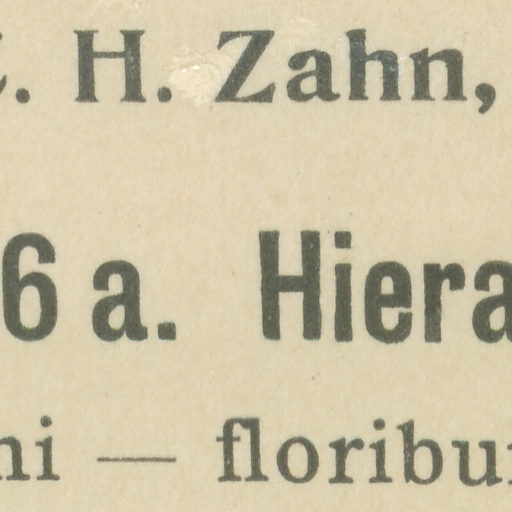 . H. Zahn,
6 a. Hiera
ni — floribu